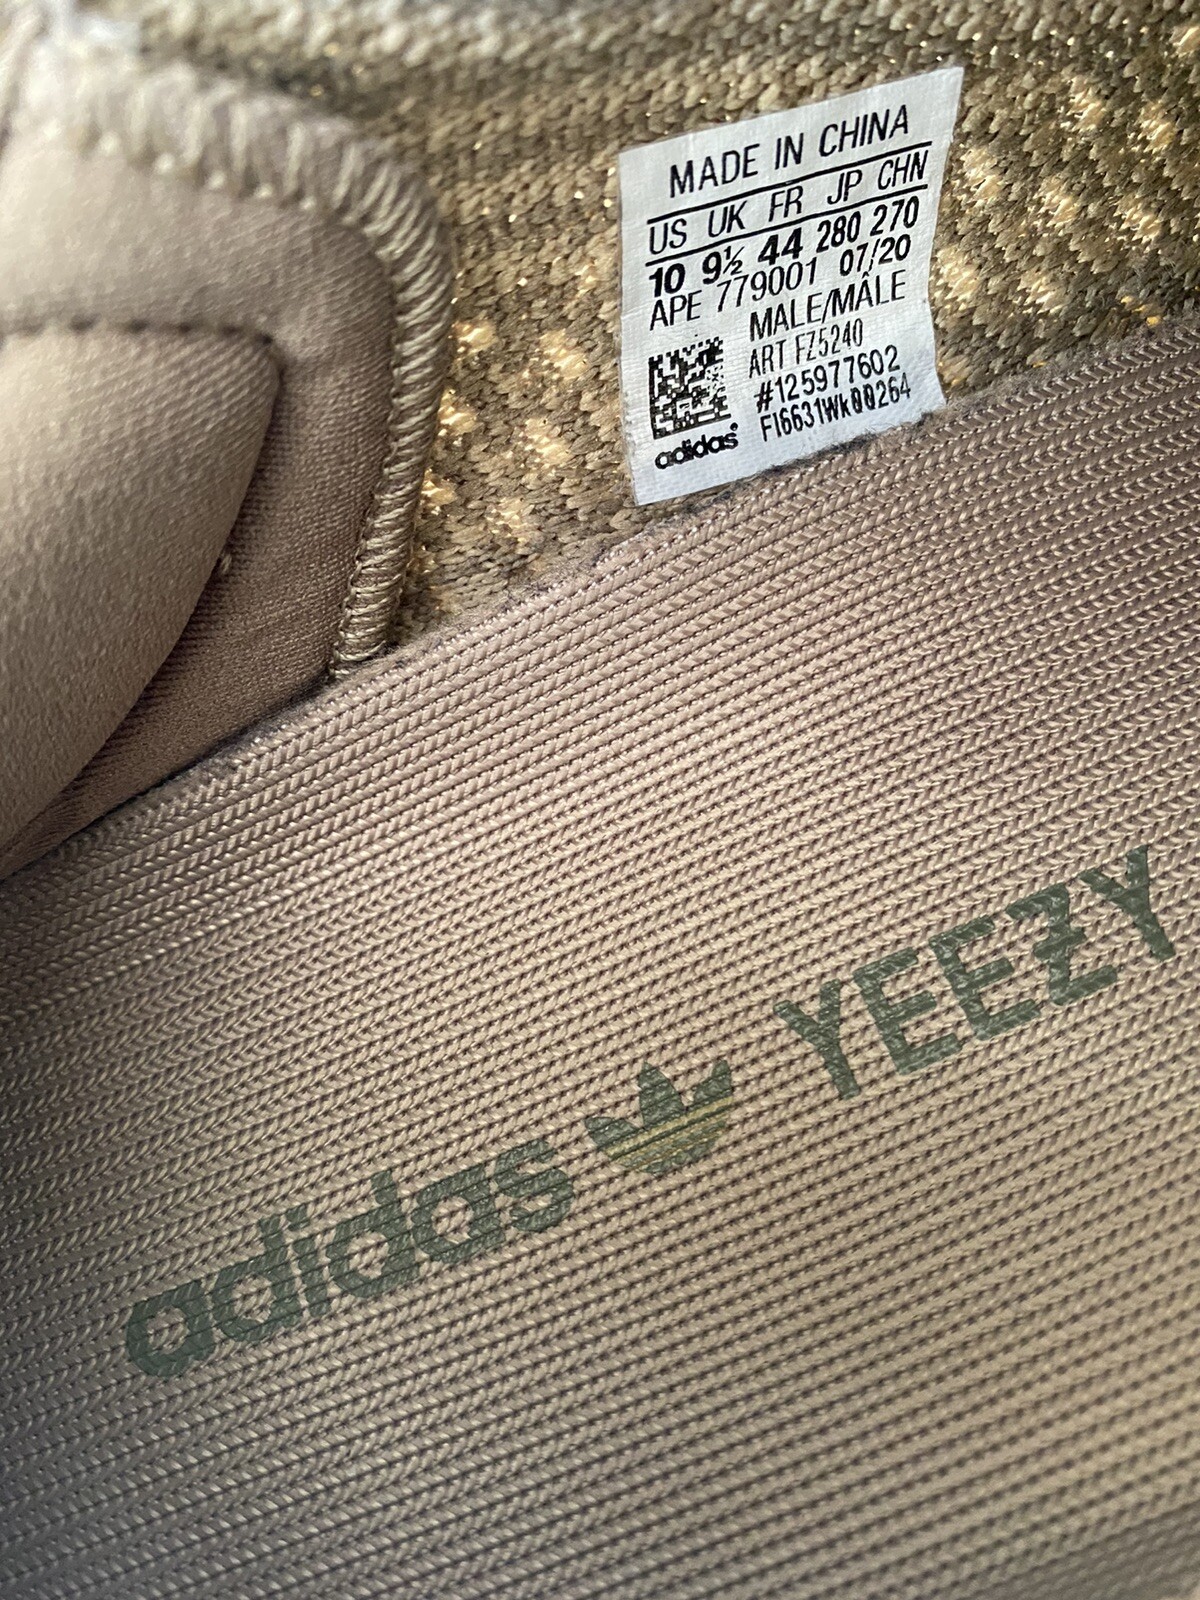 MADE IN CHINA
US UK FR JP CHN
10 9½ 44 280 270
APE 779001 07/20
MALE/MÂLE
ART FZ5240
#125977602
FI6631Wk00264
adidas
adidas YEEZY